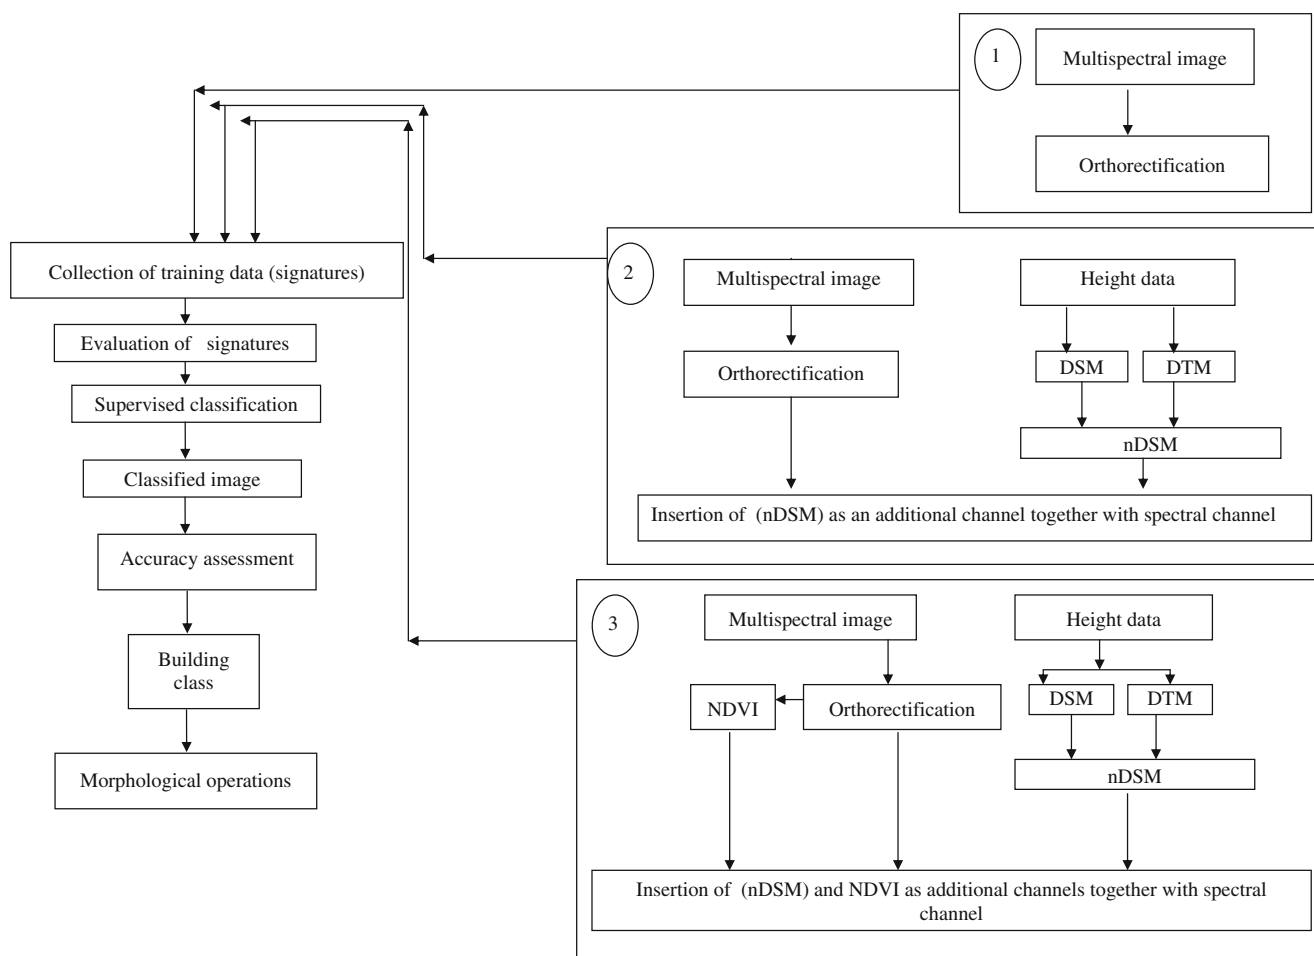 1
Multispectral image
Orthorectification
Collection of training data (signatures)
Evaluation of signatures
Supervised classification
Classified image
Accuracy assessment
Building
class
Morphological operations
2
Multispectral image
Height data
Orthorectification
DSM
DTM
nDSM
Insertion of (nDSM) as an additional channel together with spectral channel
3
Multispectral image
Height data
NDVI
Orthorectification
DSM
DTM
nDSM
Insertion of (nDSM) and NDVI as additional channels together with spectral
channel